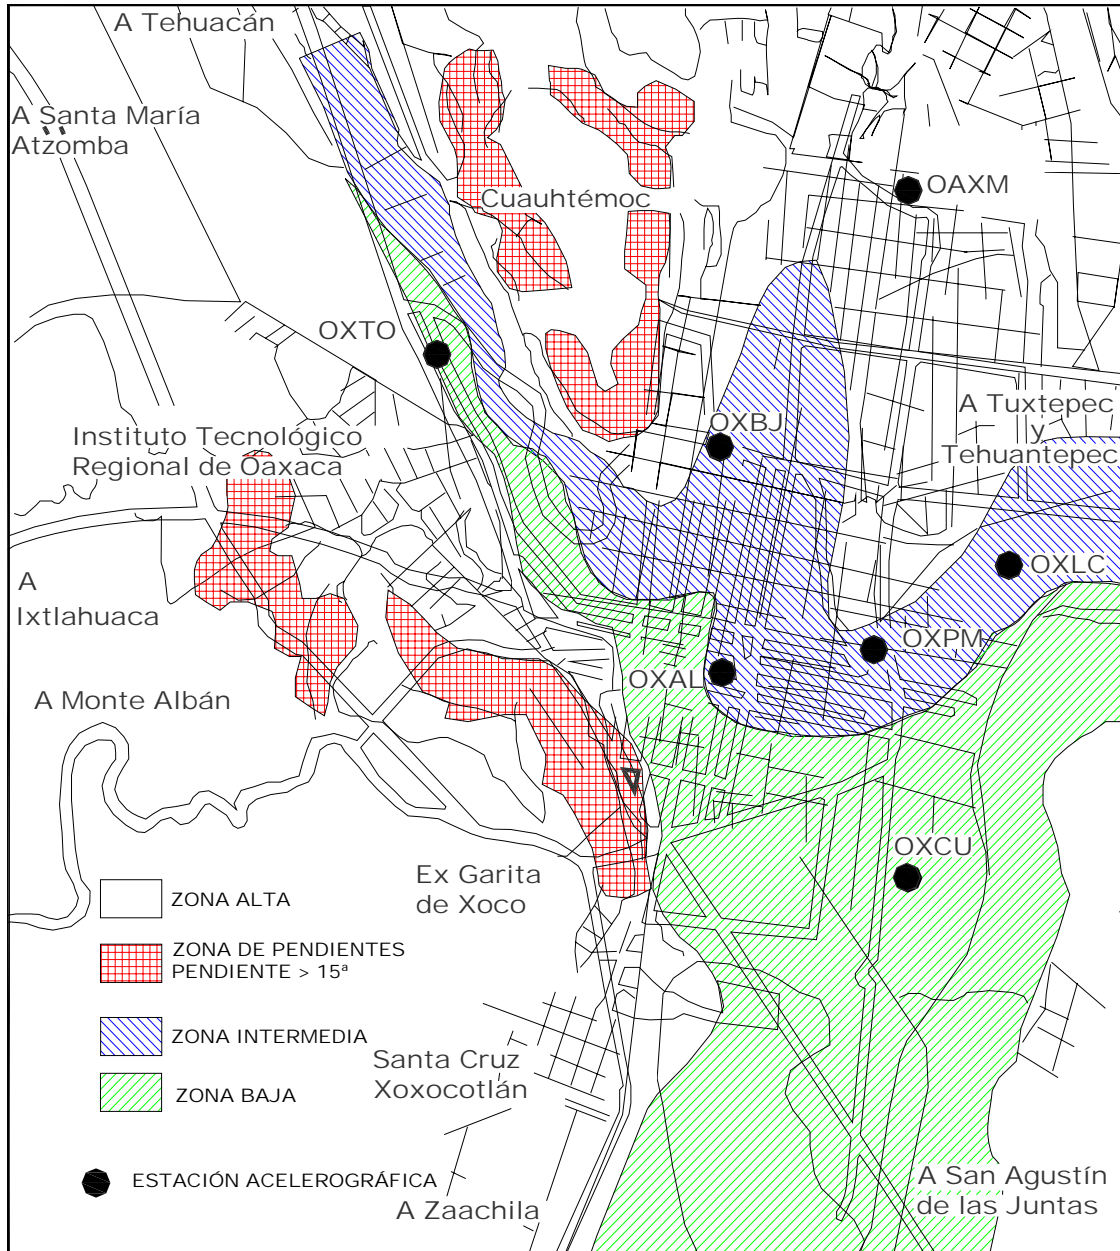 A Tehuacán
A Santa María
Atzomba
Cuauhtémoc
OAXM
OXTO
A Tuxtepec
y
Tehuantepec
OXBJ
Instituto Tecnológico
Regional de Oaxaca
OXLC
A
Ixtlahuaca
OXPM
OXAL
A Monte Albán
OXCU
Ex Garita
de Xoco
ZONA ALTA
ZONA DE PENDIENTES
PENDIENTE > 15ª
ZONA INTERMEDIA
Santa Cruz
Xoxocotlán
ZONA BAJA
ESTACIÓN ACELEROGRÁFICA
A San Agustín
de las Juntas
A Zaachila